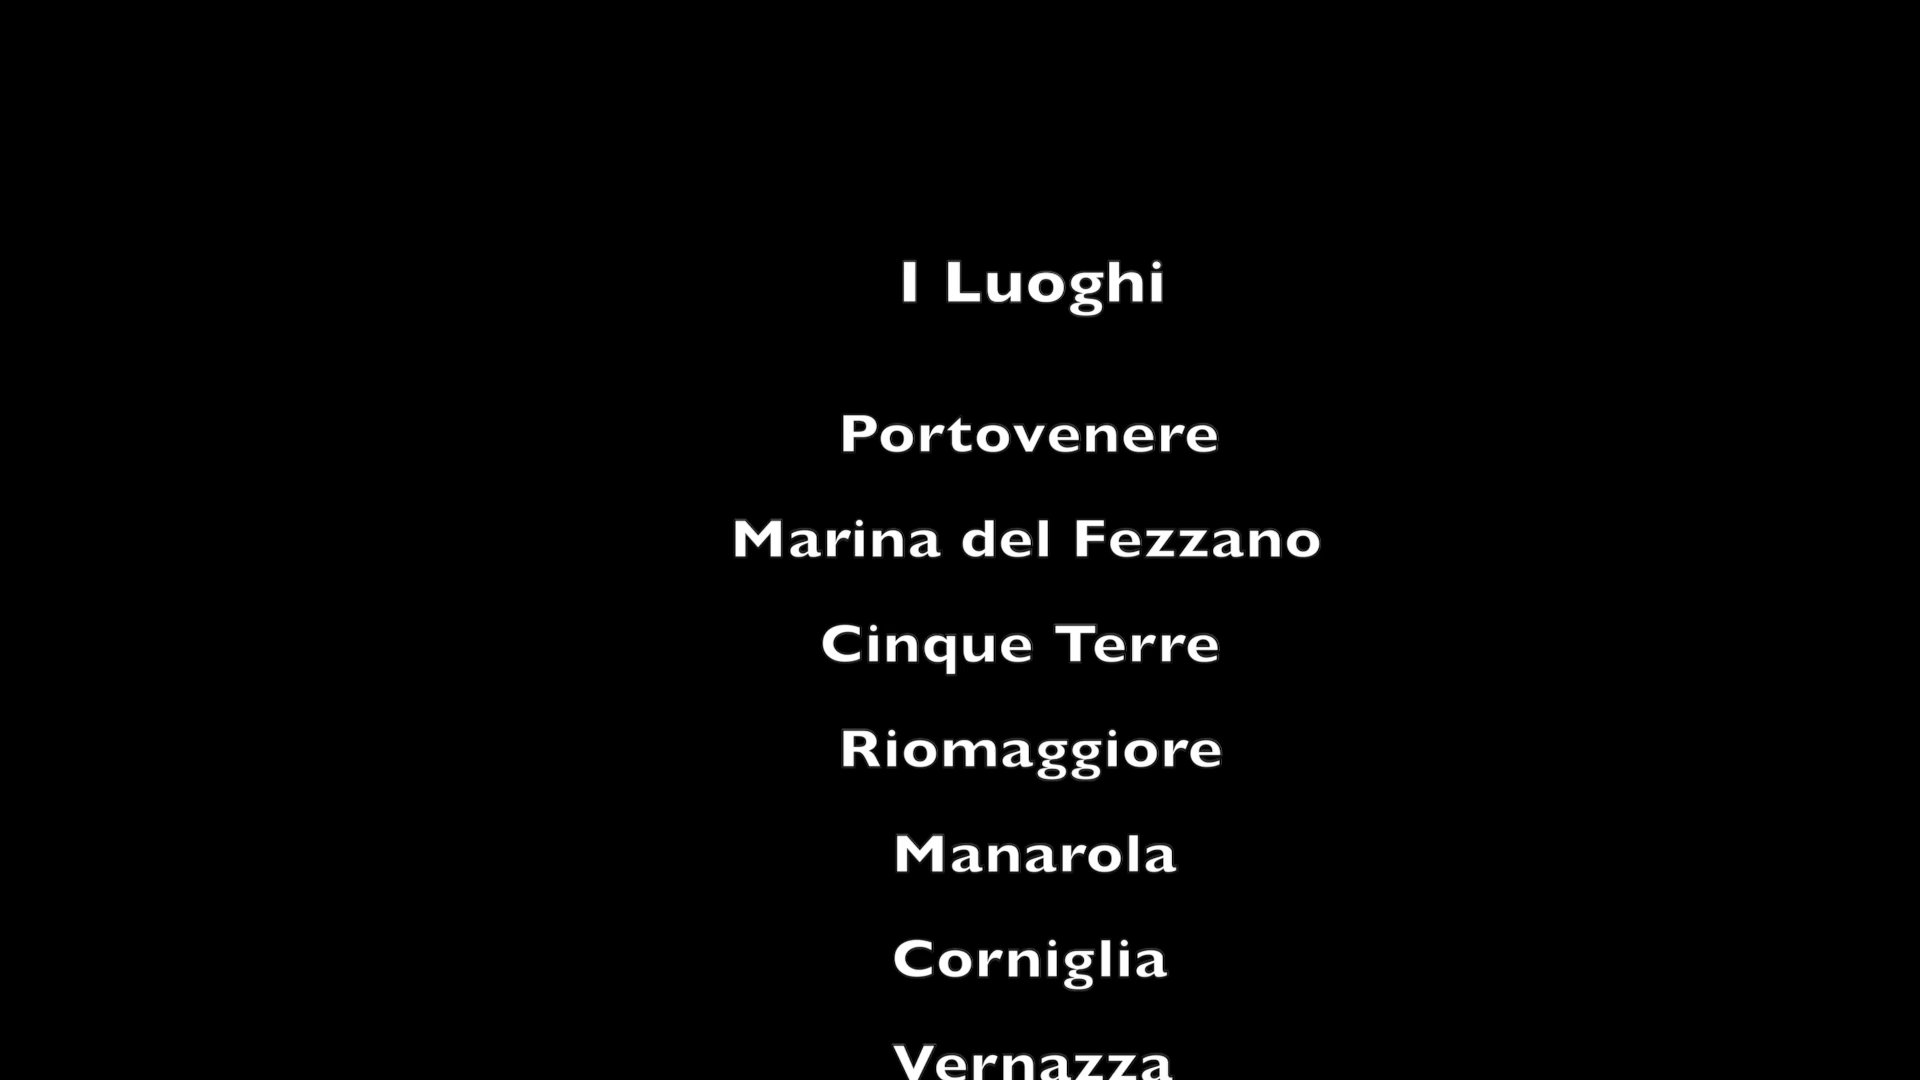 I Luoghi
Portovenere
Marina del Fezzano
Cinque Terre
Riomaggiore
Manarola
Corniglia
Vernazza